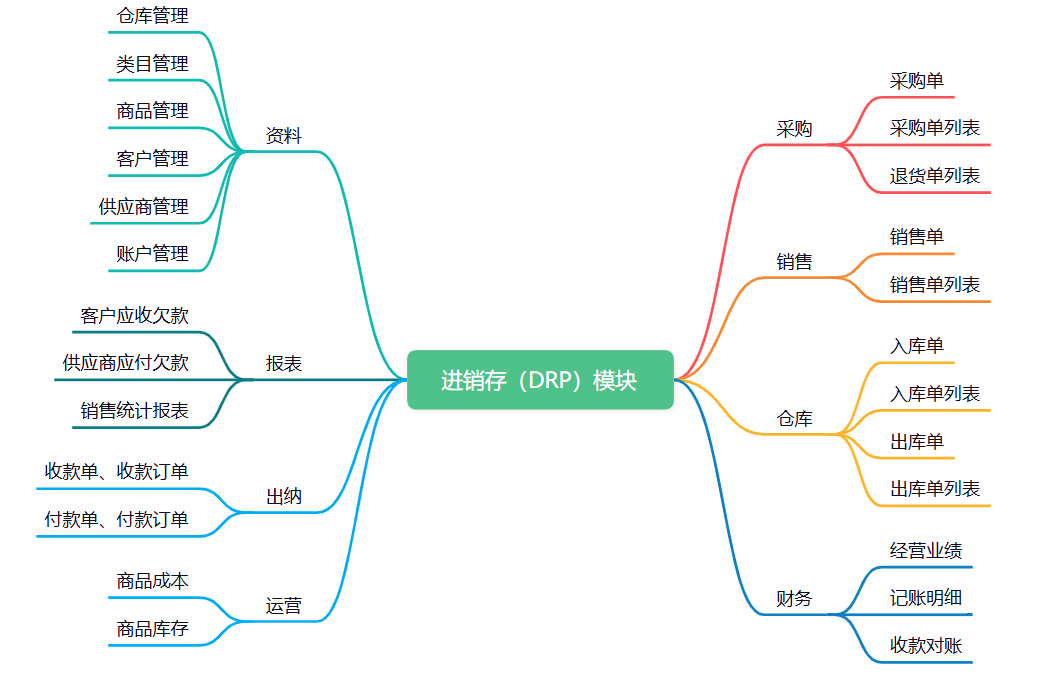 进销存（DRP）模块
采购
采购单
采购单列表
退货单列表
销售
销售单
销售单列表
仓库
入库单
入库单列表
出库单
出库单列表
财务
经营业绩
记账明细
收款对账
资料
仓库管理
类目管理
商品管理
客户管理
供应商管理
账户管理
报表
客户应收欠款
供应商应付欠款
销售统计报表
出纳
收款单、收款订单
付款单、付款订单
运营
商品成本
商品库存